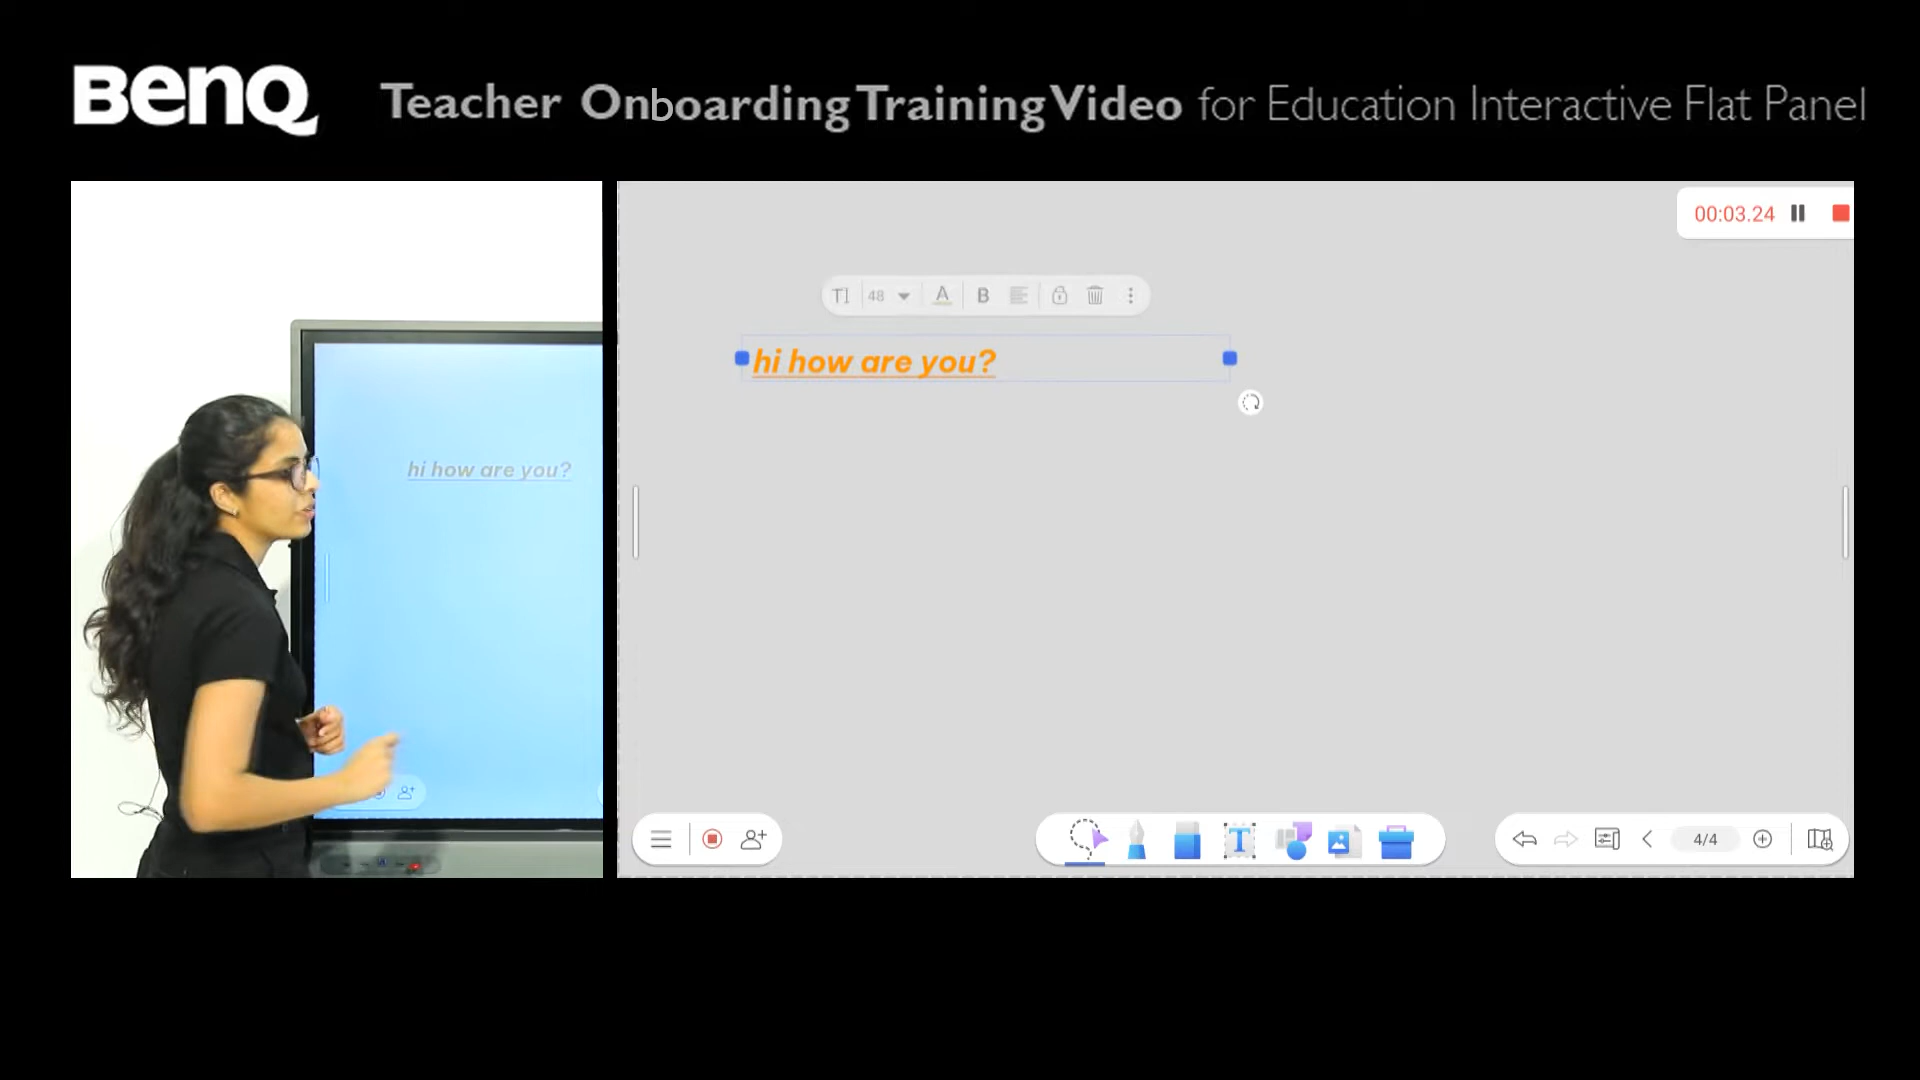 BenQ
Teacher Onboarding Training Video for Education Interactive Flat Panel
00:03.24
48 A B
hi how are you?
hi how are you?
T
4/4